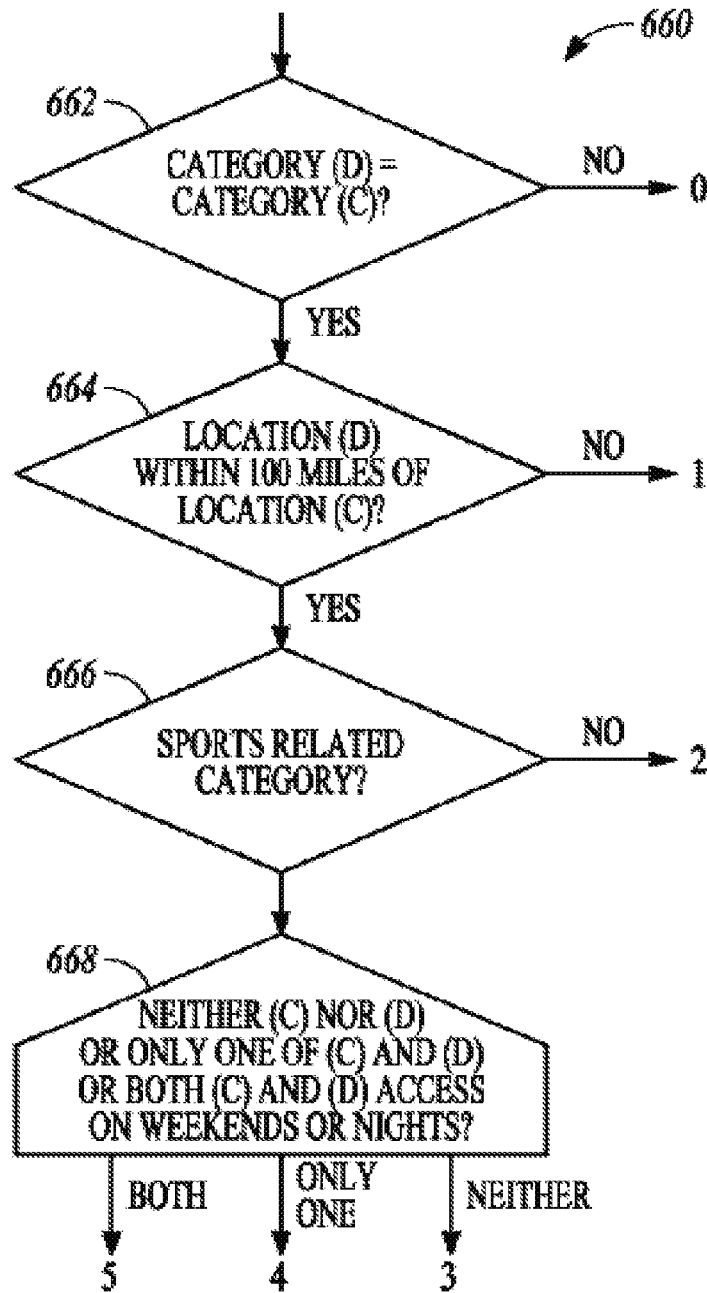 660
662
CATEGORY (D) =
CATEGORY (C)?
NO
0
YES
664
LOCATION (D)
WITHIN 100 MILES OF
LOCATION (C)?
NO
1
YES
666
SPORTS RELATED
CATEGORY?
NO
2
668
NEITHER (C) NOR (D)
OR ONLY ONE OF (C) AND (D)
OR BOTH (C) AND (D) ACCESS
ON WEEKENDS OR NIGHTS?
BOTH
ONLY
ONE
NEITHER
5
4
3